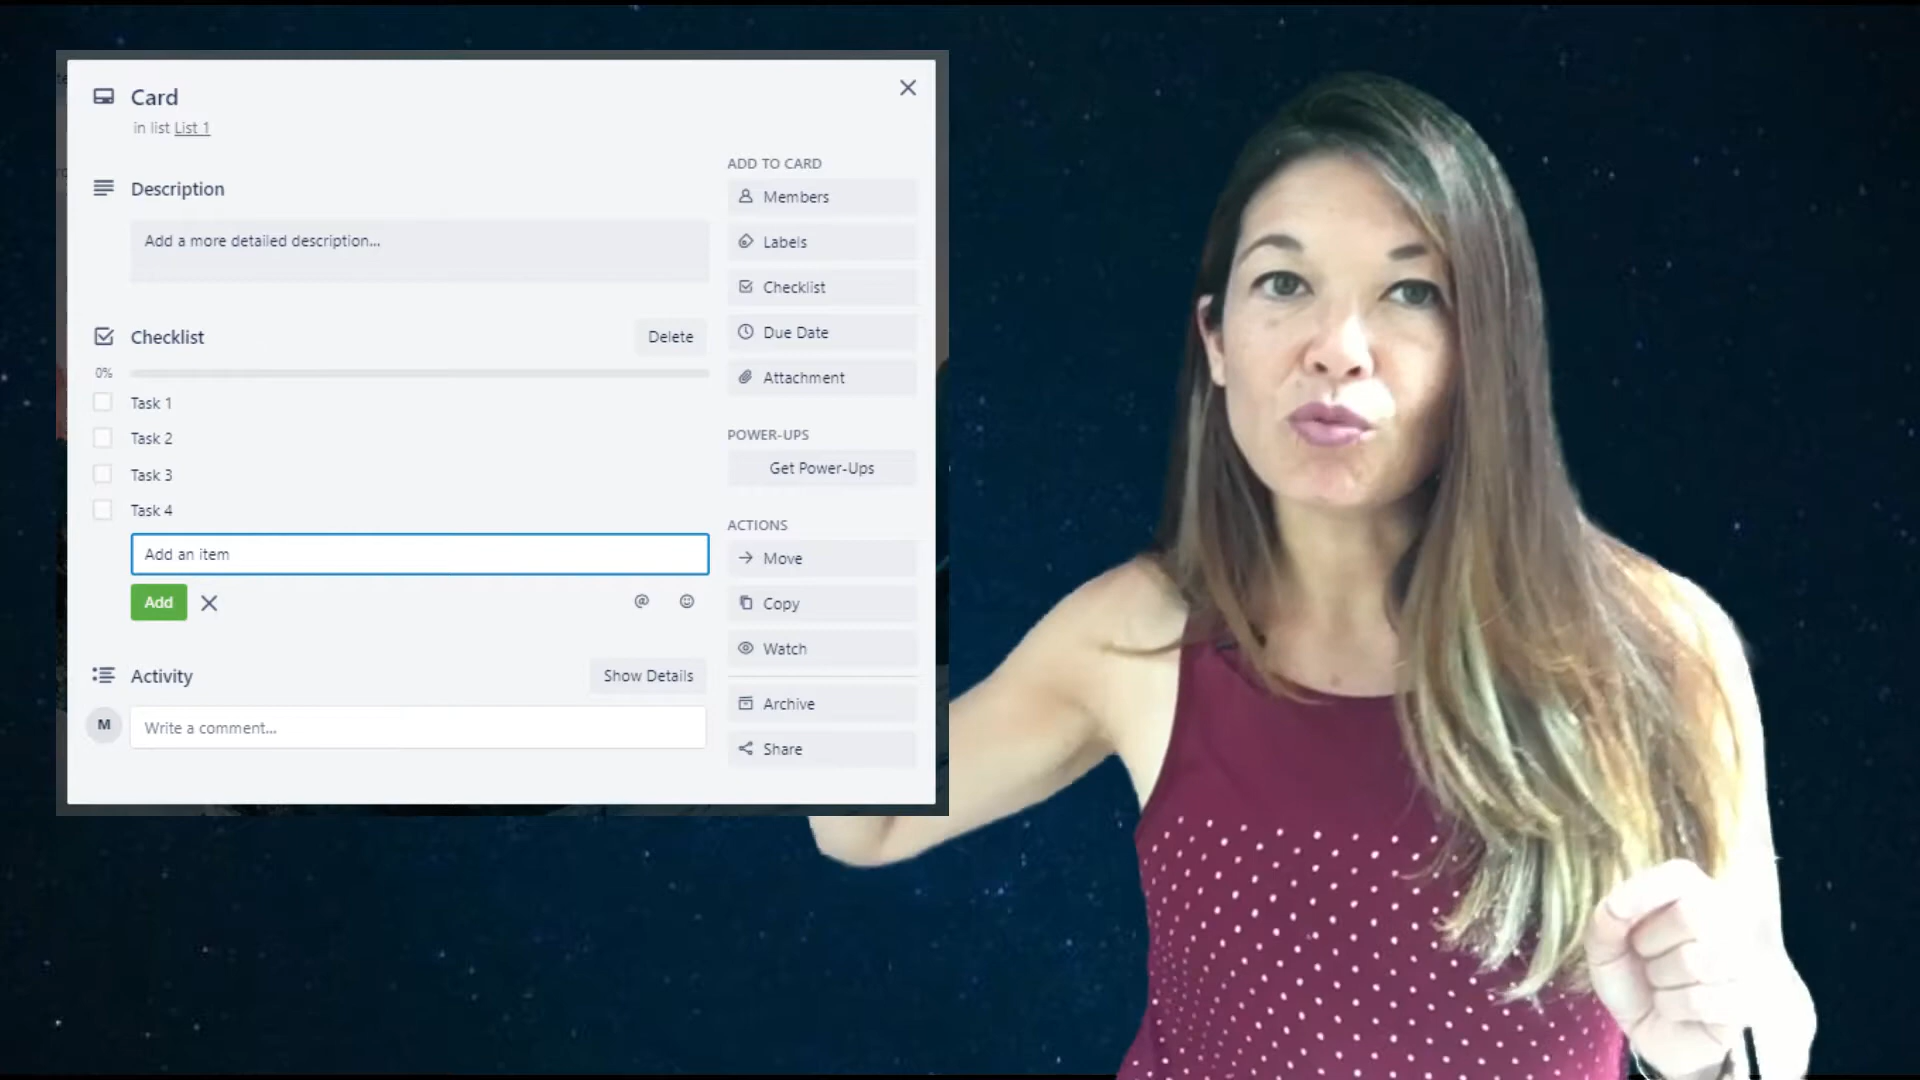 Card
in list List 1
Description
Add a more detailed description...
Checklist
Delete
0%
Task 1
Task 2
Task 3
Task 4
Add an item
Add
@
Activity
Show Details
M
Write a comment...
ADD TO CARD
Members
Labels
Checklist
Due Date
Attachment
POWER-UPS
Get Power-Ups
ACTIONS
Move
Copy
Watch
Archive
Share